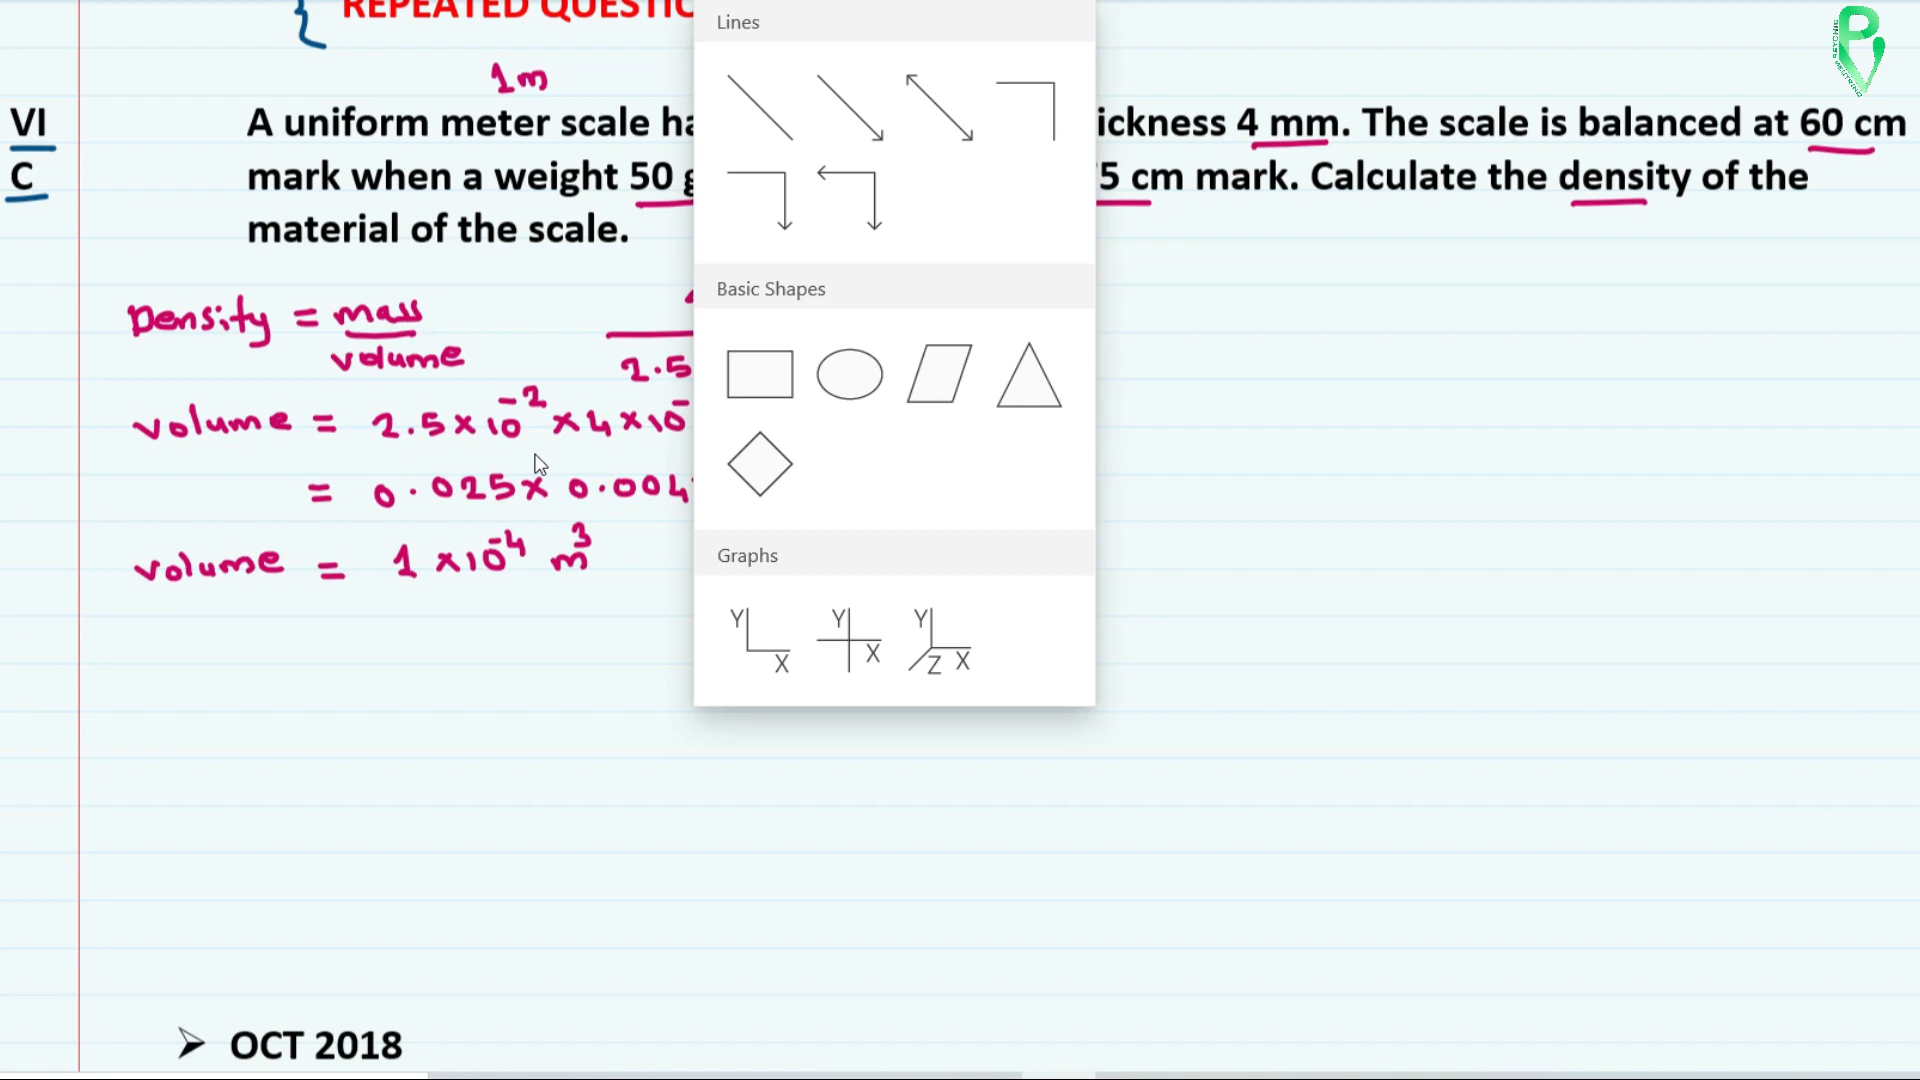 REPEATED QUESTIO
Lines
1m
VI
A uniform meter scale ha ickness 4 mm. The scale is balanced at 60 cm
C
mark when a weight 50 g 5 cm mark. Calculate the density of the
material of the scale.
Basic Shapes
Density = mass
volume
2.5
volume = 2.5 × 10⁻² × 4 × 10⁻
= 0.025 × 0.004
Graphs
volume = 1 × 10⁻⁴ m³
Y X Y X Y Z X
➢ OCT 2018